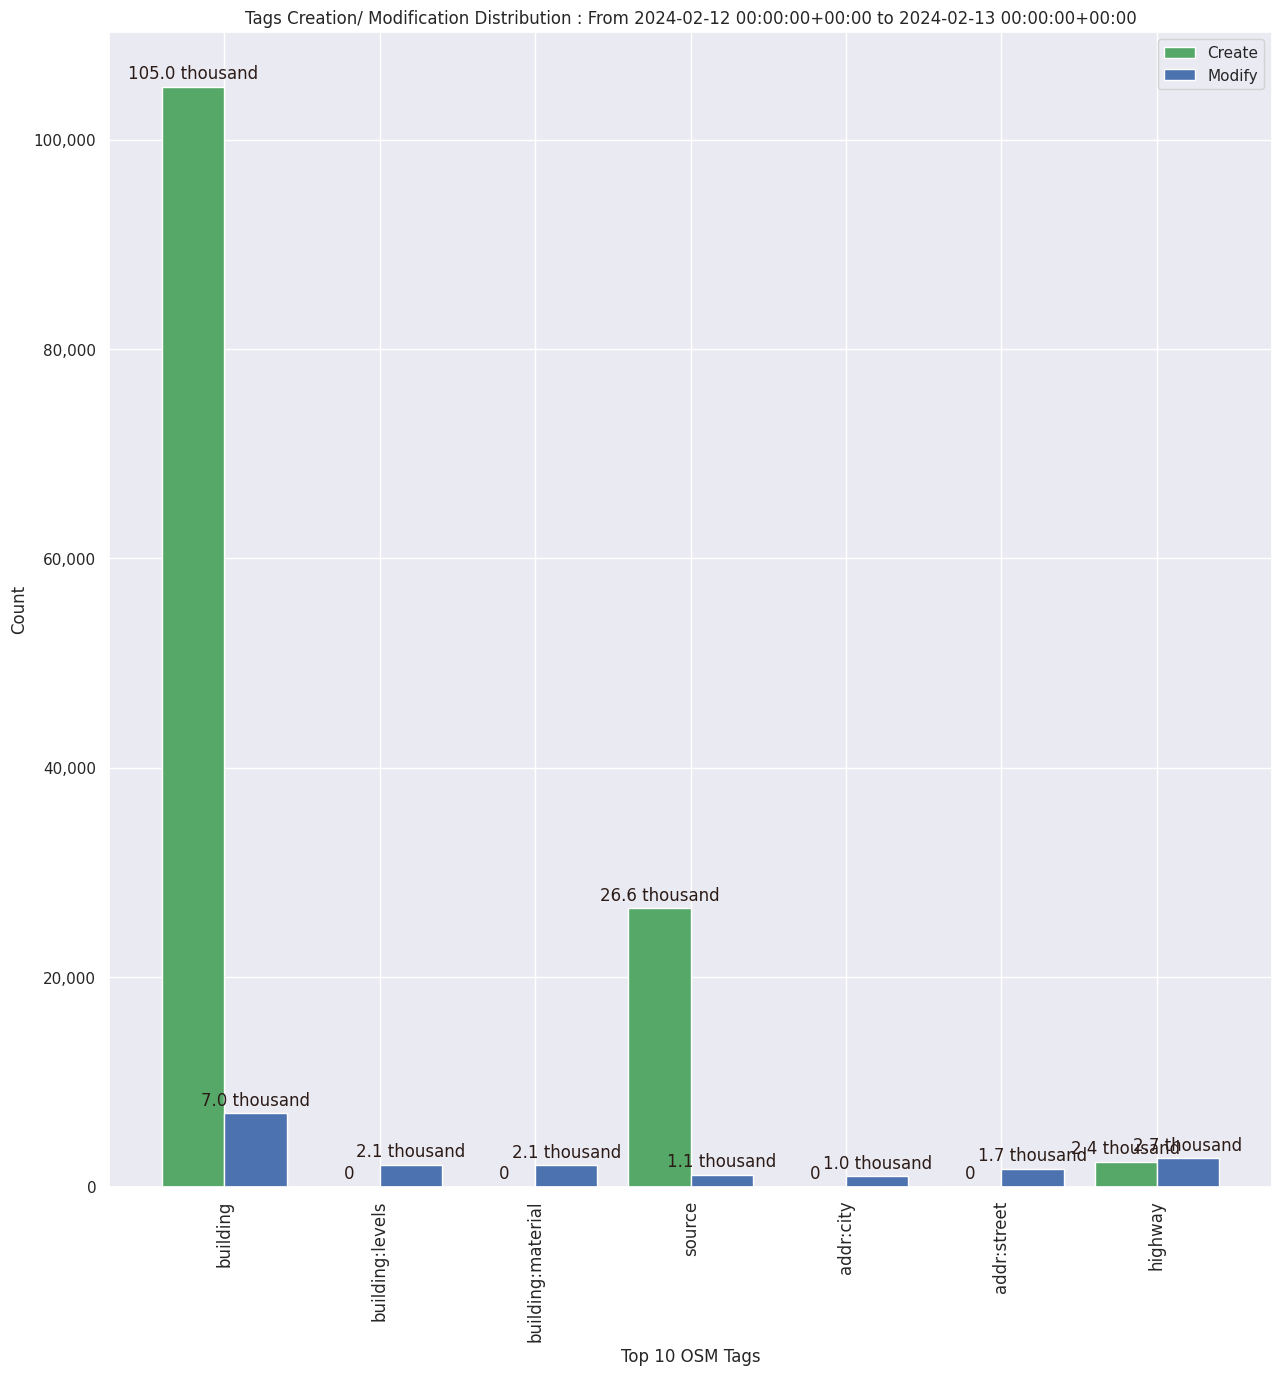 Tags Creation/ Modification Distribution : From 2024-02-12 00:00:00+00:00 to 2024-02-13 00:00:00+00:00
Create
Modify
105.0 thousand
100,000
80,000
60,000
Count
40,000
26.6 thousand
20,000
7.0 thousand
2.1 thousand
0
2.1 thousand
0
1.1 thousand
1.0 thousand
0
1.7 thousand
0
2.4 thousand
2.7 thousand
0
building
building:levels
building:material
source
addr:city
addr:street
highway
Top 10 OSM Tags